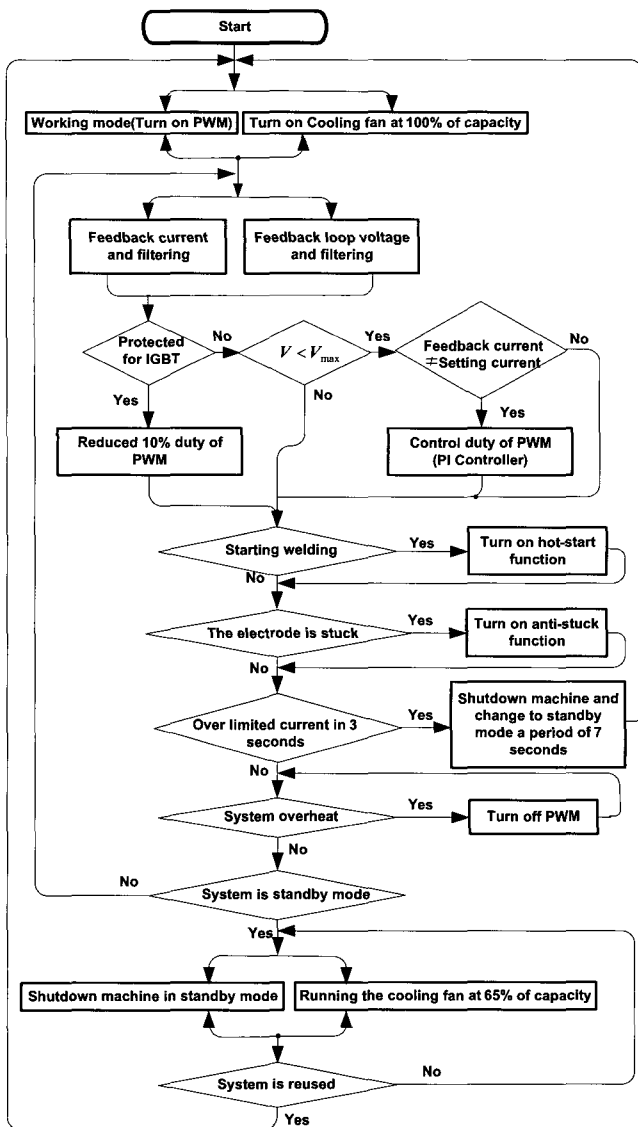 Start
Working mode(Turn on PWM)
Turn on Cooling fan at 100% of capacity
Feedback current
and filtering
Feedback loop voltage
and filtering
Protected
for IGBT
No
V < Vmax
Yes
Feedback current
≠Setting current
No
Yes
No
Yes
Reduced 10% duty of
PWM
Control duty of PWM
(PI Controller)
Starting welding
Yes
Turn on hot-start
function
No
The electrode is stuck
Yes
Turn on anti-stuck
function
No
Over limited current in 3
seconds
Yes
Shutdown machine and
change to standby
mode a period of 7
seconds
No
System overheat
Yes
Turn off PWM
No
System is standby mode
No
Yes
Shutdown machine in standby mode
Running the cooling fan at 65% of capacity
System is reused
No
Yes